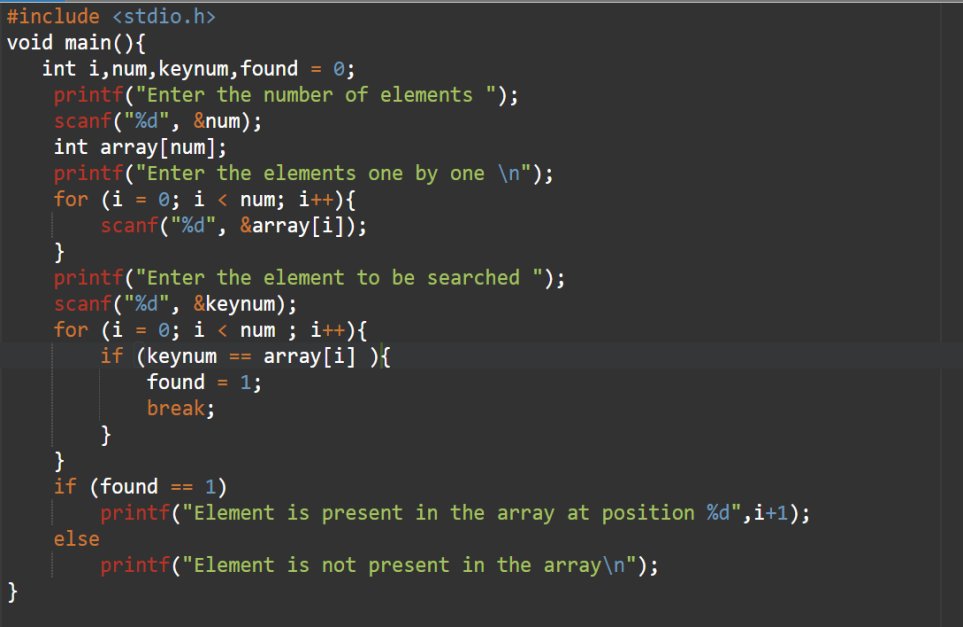 #include <stdio.h>
void main(){
   int i,num,keynum,found = 0;
    printf("Enter the number of elements ");
    scanf("%d", &num);
    int array[num];
    printf("Enter the elements one by one \n");
    for (i = 0; i < num; i++){
        scanf("%d", &array[i]);
    }
    printf("Enter the element to be searched ");
    scanf("%d", &keynum);
    for (i = 0; i < num ; i++){
        if (keynum == array[i] ){
            found = 1;
            break;
        }
    }
    if (found == 1)
        printf("Element is present in the array at position %d",i+1);
    else
        printf("Element is not present in the array\n");
}